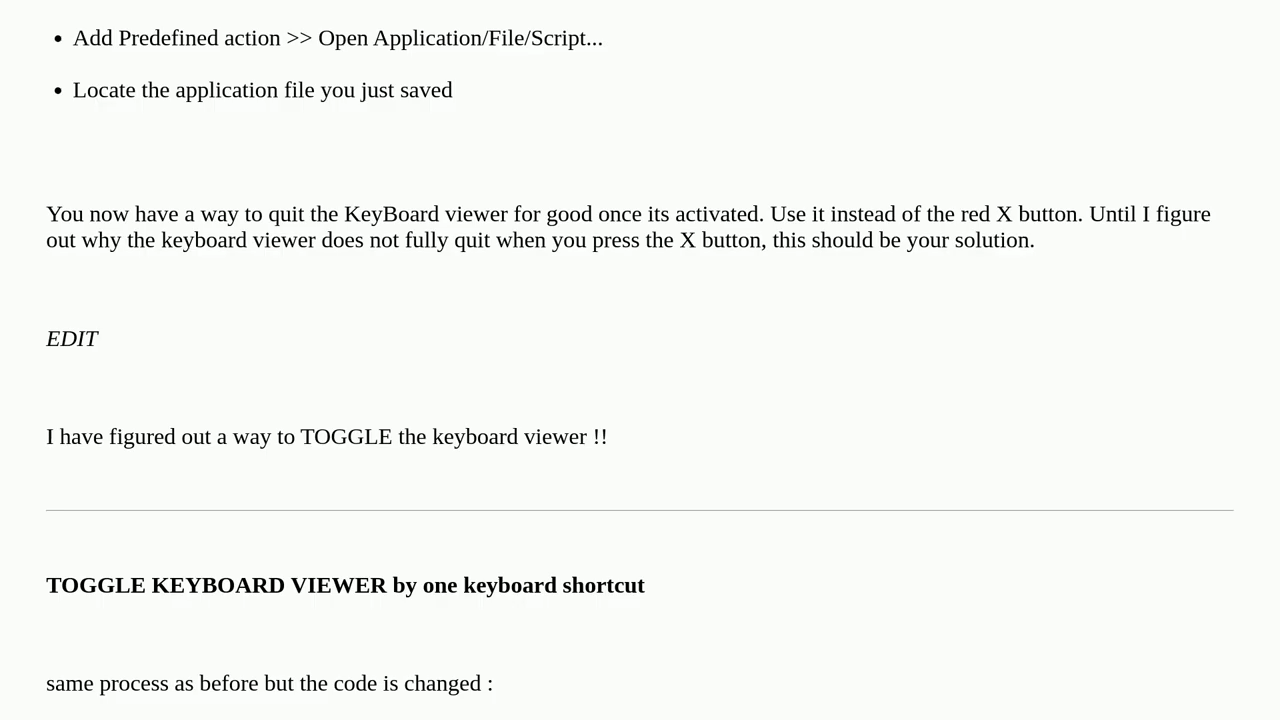 • Add Predefined action >> Open Application/File/Script...
• Locate the application file you just saved
You now have a way to quit the KeyBoard viewer for good once its activated. Use it instead of the red X button. Until I figure
out why the keyboard viewer does not fully quit when you press the X button, this should be your solution.
EDIT
I have figured out a way to TOGGLE the keyboard viewer !!
TOGGLE KEYBOARD VIEWER by one keyboard shortcut
same process as before but the code is changed :